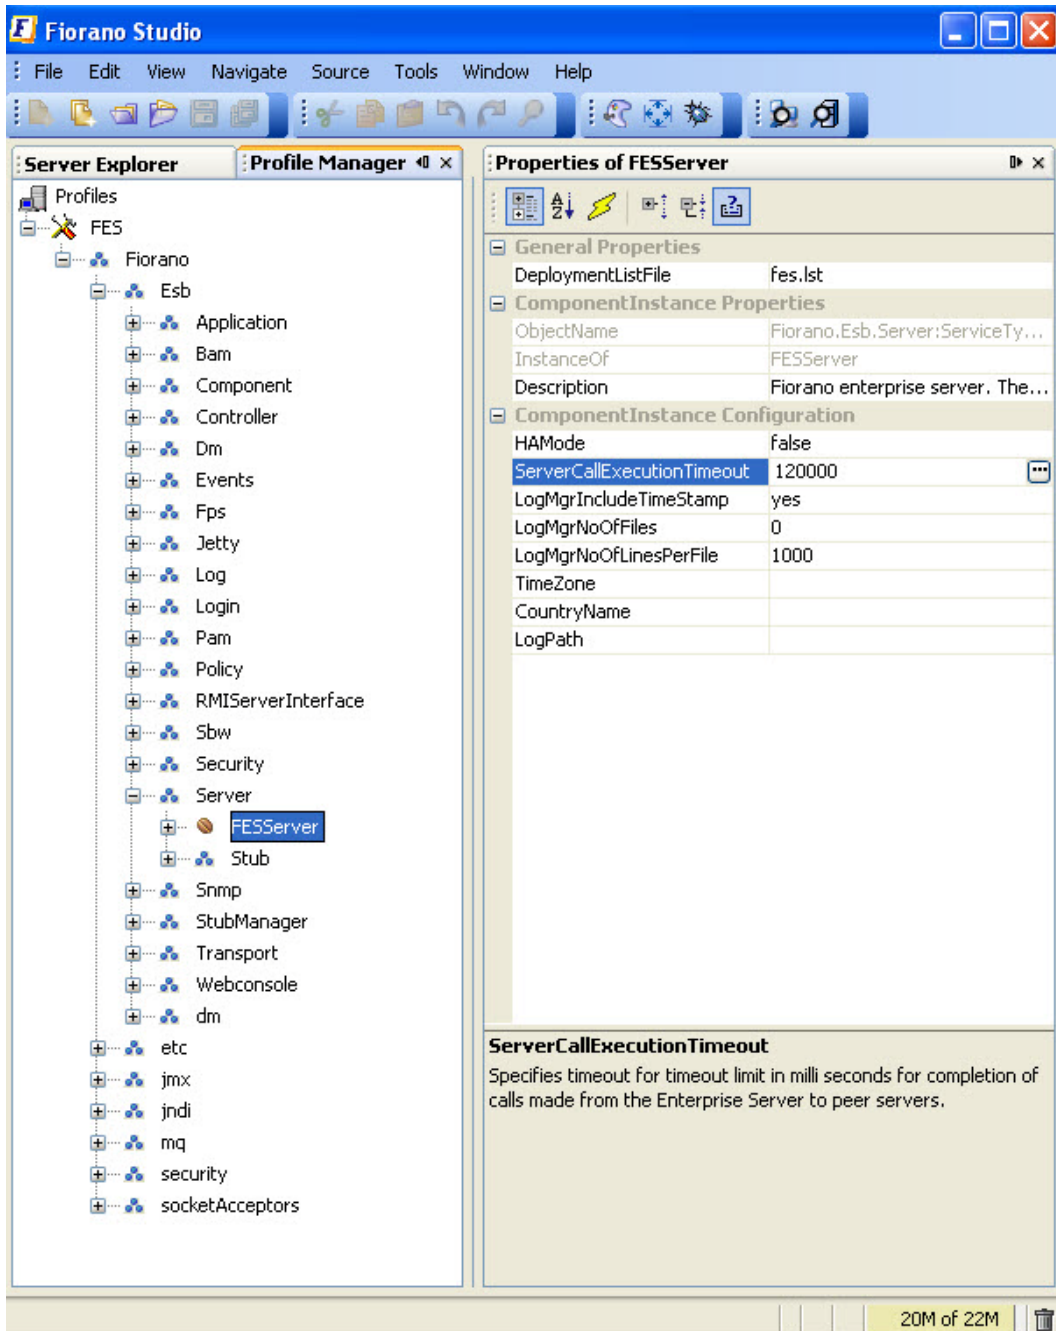 Fiorano Studio
File Edit View Navigate Source Tools Window Help
Server Explorer
Profile Manager
Profiles
FES
Fiorano
Esb
Application
Bam
Component
Controller
Dm
Events
Fps
Jetty
Log
Login
Pam
Policy
RMIServerInterface
Sbw
Security
Server
FESServer
Stub
Snmp
StubManager
Transport
Webconsole
dm
etc
jmx
jndi
mq
security
socketAcceptors
Properties of FESServer
General Properties
DeploymentListFile fes.lst
ComponentInstance Properties
ObjectName Fiorano.Esb.Server:ServiceTy...
InstanceOf FESServer
Description Fiorano enterprise server. The...
ComponentInstance Configuration
HAMode false
ServerCallExecutionTimeout 120000
LogMgrIncludeTimeStamp yes
LogMgrNoOfFiles 0
LogMgrNoOfLinesPerFile 1000
TimeZone
CountryName
LogPath
ServerCallExecutionTimeout
Specifies timeout for timeout limit in milli seconds for completion of
calls made from the Enterprise Server to peer servers.
20M of 22M